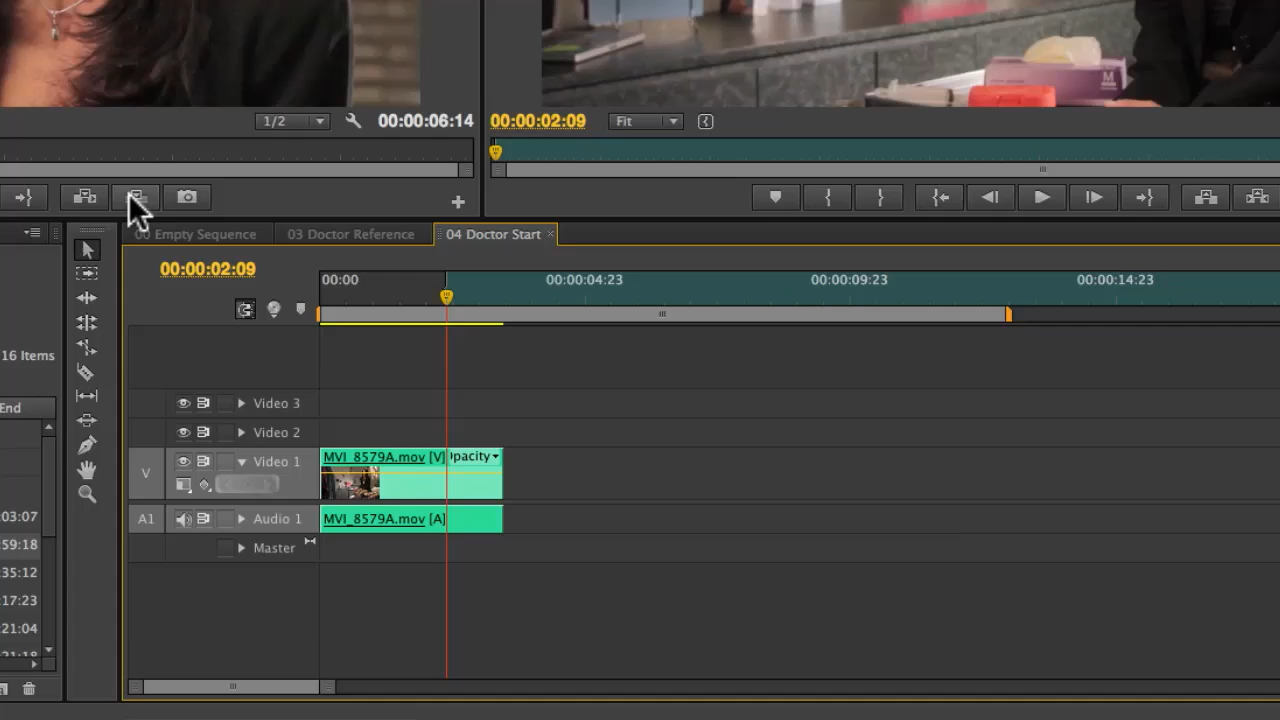 M
1/2
00:00:06:14
00:00:02:09
Fit
00 Empty Sequence
03 Doctor Reference
04 Doctor Start
00:00:02:09
00:00
00:00:04:23
00:00:09:23
00:00:14:23
16 Items
End
Video 3
Video 2
V
Video 1
MVI_8579A.mov [V]
pacity
:03:07
A1
Audio 1
MVI_8579A.mov [A]
:59:18
Master
:35:12
:17:23
:21:04